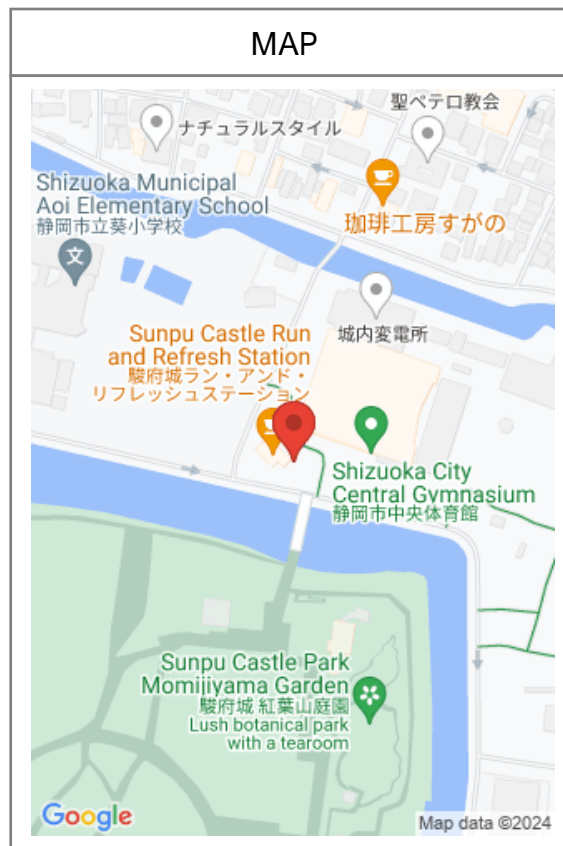 MAP
聖ペテロ教会
ナチュラルスタイル
Shizuoka Municipal
Aoi Elementary School
静岡市立葵小学校
文
珈琲工房すがの
城内変電所
Sunpu Castle Run
and Refresh Station
駿府城ラン・アンド・
リフレッシュステーション
Shizuoka City
Central Gymnasium
静岡市中央体育館
Sunpu Castle Park
Momijiyama Garden
駿府城 紅葉山庭園
Lush botanical park
with a tearoom
Google
Map data ©2024